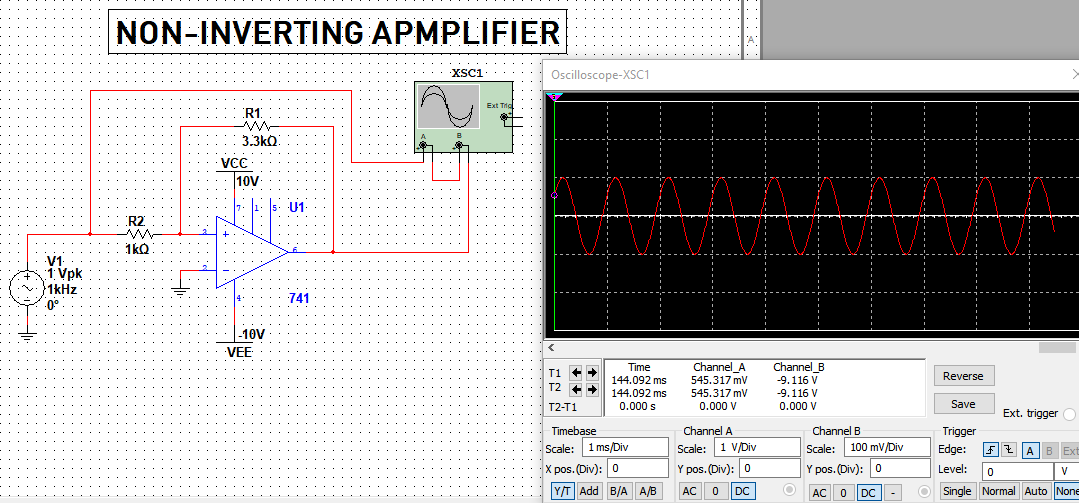 NON-INVERTING APMPLIFIER
A
XSC1
Oscilloscope-XSC1
Ext Trig
A
B
R1
3.3kΩ
VCC
10V
7
1
5
U1
R2
1kΩ
3
6
2
V1
1 Vpk
1kHz
0°
4
741
-10V
VEE
T1
T2
T2-T1
Time Channel_A Channel_B
144.092 ms 545.317 mV -9.116 V
144.092 ms 545.317 mV -9.116 V
0.000 s 0.000 V 0.000 V
Reverse
Save
Ext. trigger
Timebase
Scale: 1 ms/Div
X pos.(Div): 0
Y/T Add B/A A/B
Channel A
Scale: 1 V/Div
Y pos.(Div): 0
AC 0 DC
Channel B
Scale: 100 mV/Div
Y pos.(Div): 0
AC 0 DC -
Trigger
Edge: A B Ext
Level: 0 V
Single Normal Auto None